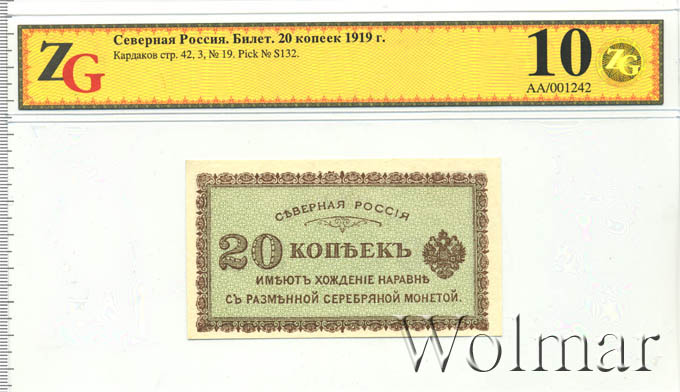 ZG
Северная Россия. Билет. 20 копеек 1919 г.
Кардаков стр. 42, 3, № 19. Pick № S132.
10
ZG
AA/001242
СѢВЕРНАЯ РОССІЯ
20 КОПѢЕКЪ
ИМѢЮТЪ ХОЖДЕНІЕ НАРАВНѢ
СЪ РАЗМѢННОЙ СЕРЕБРЯНОЙ МОНЕТОЙ.
Wolmar